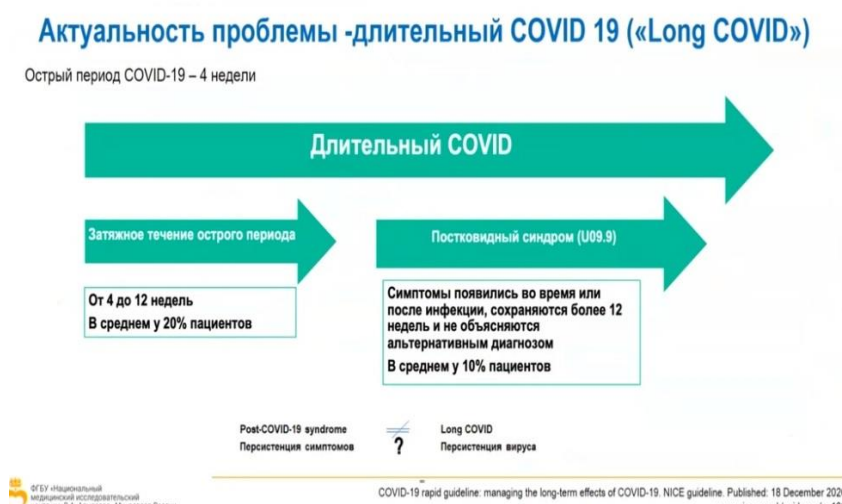 Актуальность проблемы -длительный COVID 19 («Long COVID»)
Острый период COVID-19 – 4 недели
Длительный COVID
Затяжное течение острого периода
От 4 до 12 недель
В среднем у 20% пациентов
Постковидный синдром (U09.9)
Симптомы появились во время или
после инфекции, сохраняются более 12
недель и не объясняются
альтернативным диагнозом
В среднем у 10% пациентов
Post-COVID-19 syndrome
Long COVID
Персистенция симптомов
?
Персистенция вируса
ФГБУ «Национальный
медицинский исследовательский
COVID-19 rapid guideline: managing the long-term effects of COVID-19. NICE guideline. Published: 18 December 202